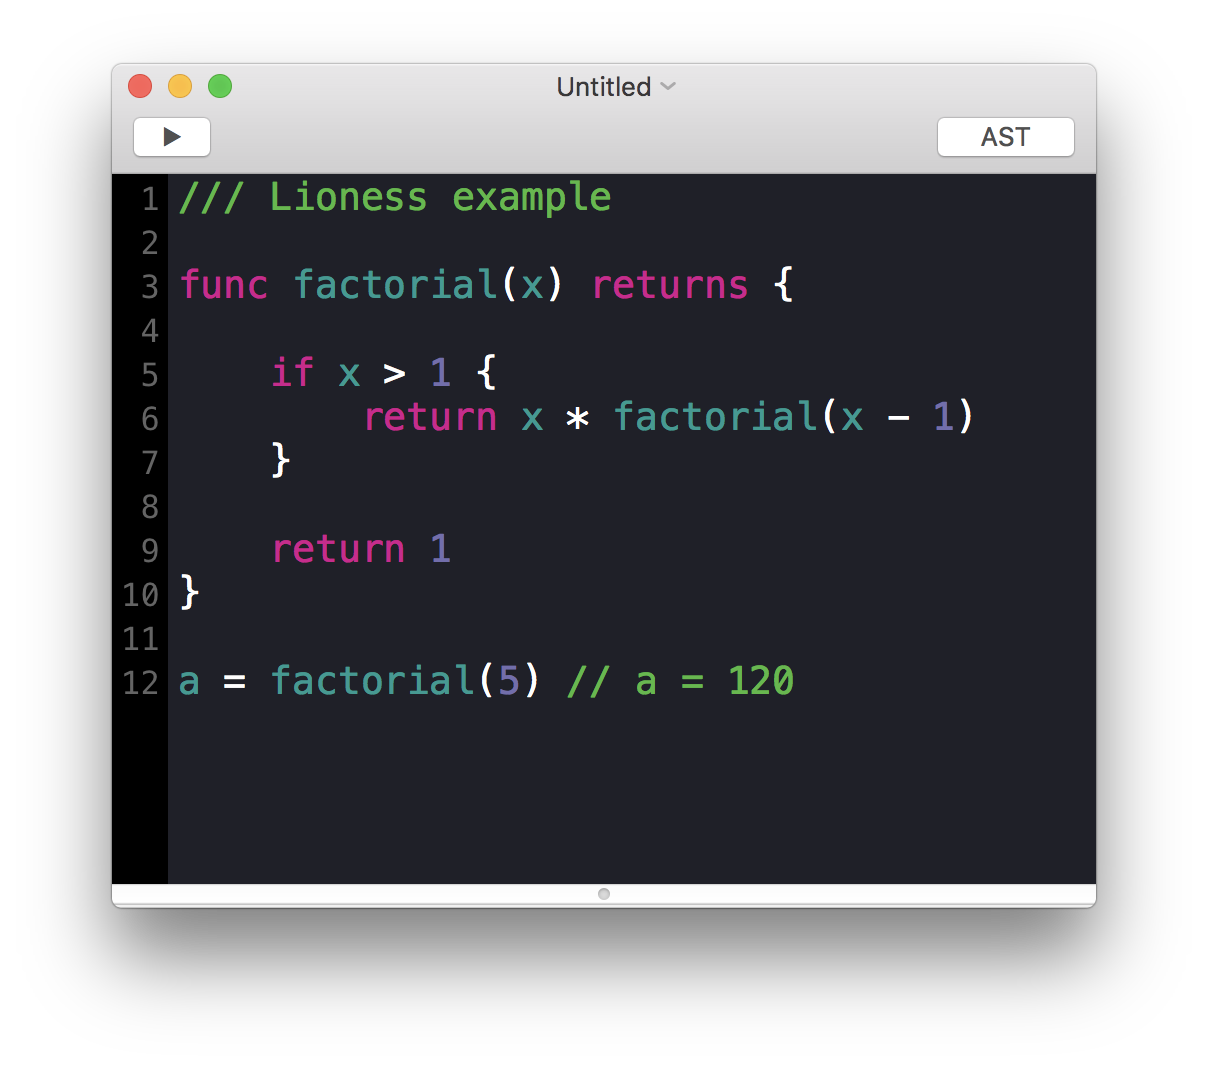 Untitled
AST
1 /// Lioness example
2
3 func factorial(x) returns {
4
5     if x > 1 {
6         return x * factorial(x - 1)
7     }
8
9     return 1
10 }
11
12 a = factorial(5) // a = 120